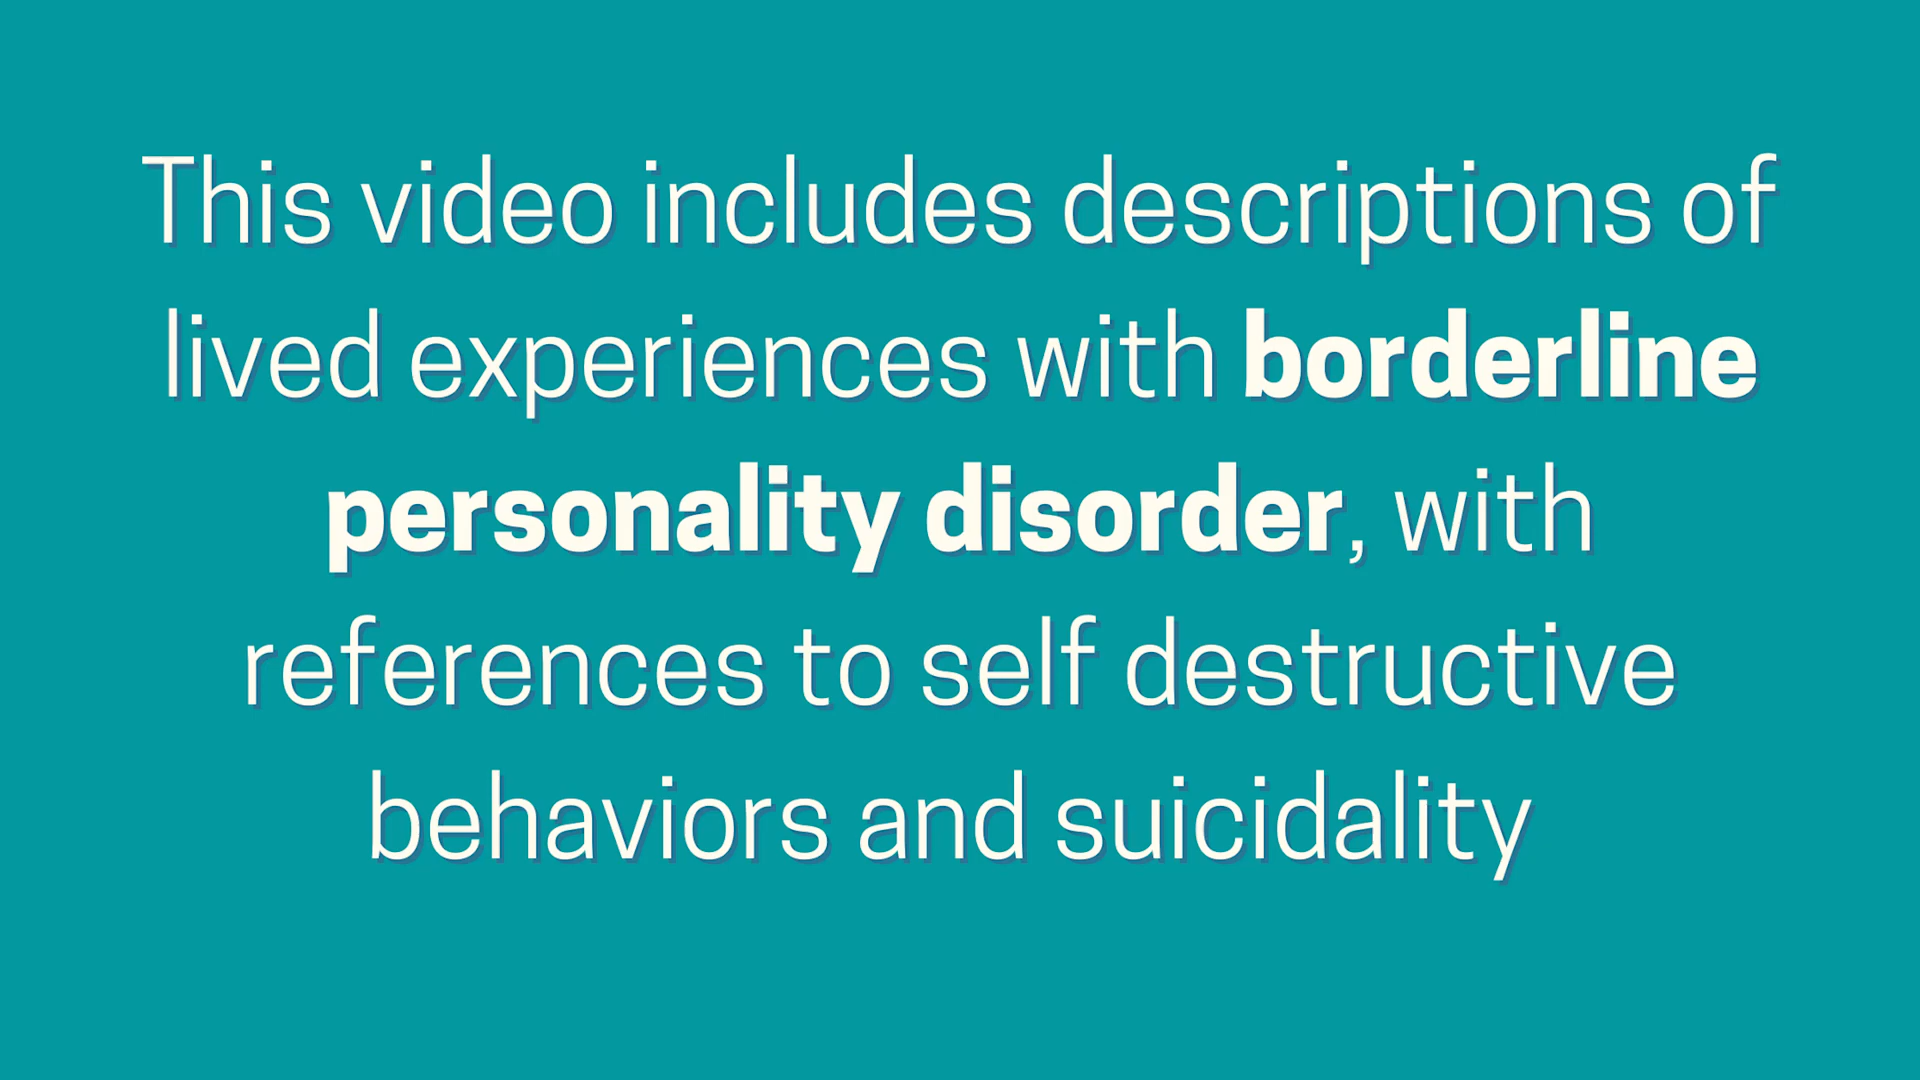 This video includes descriptions of
lived experiences with borderline
personality disorder, with
references to self destructive
behaviors and suicidality